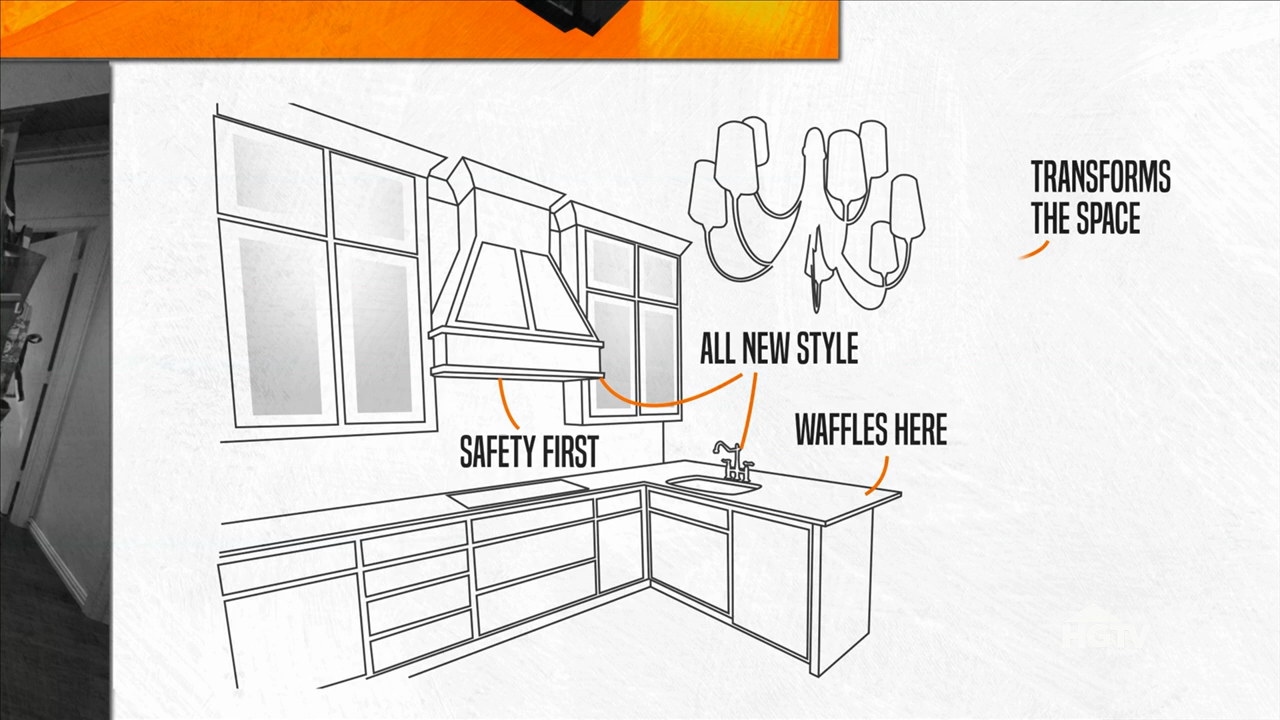 TRANSFORMS
THE SPACE
ALL NEW STYLE
WAFFLES HERE
SAFETY FIRST
HGTV